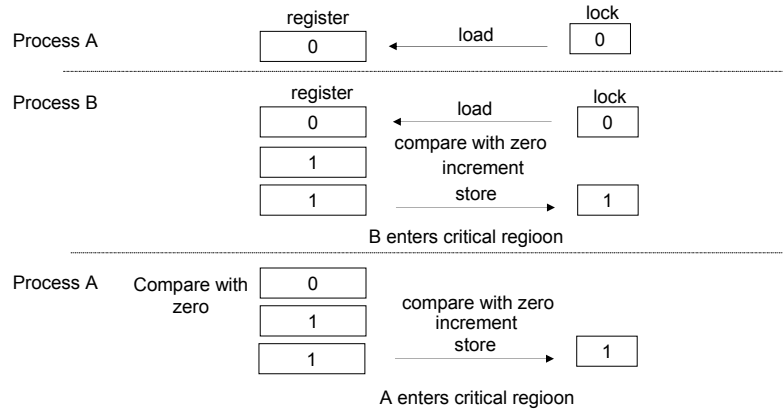 register
lock
Process A
load
0
0
Process B
register
load
lock
0
0
compare with zero
1
increment
1
store
1
B enters critical regioon
Process A
Compare with
zero
0
compare with zero
1
increment
1
store
1
A enters critical regioon